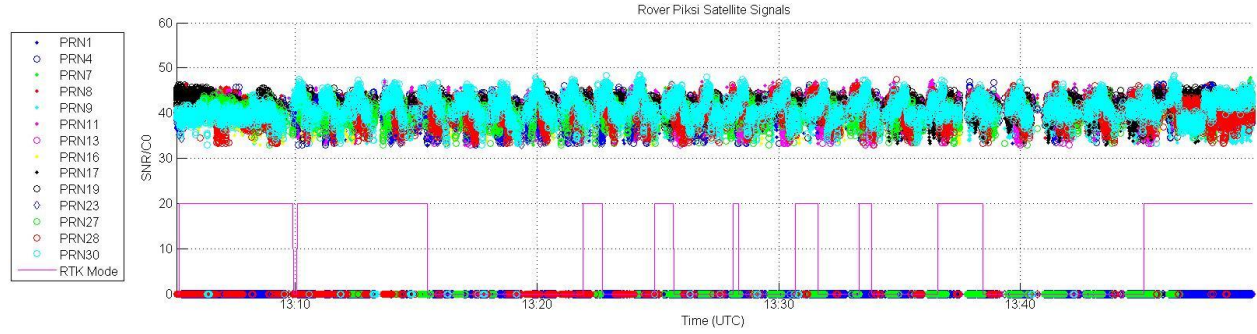 Rover Piksi Satellite Signals
PRN1
PRN4
PRN7
PRN8
PRN9
PRN11
PRN13
PRN16
PRN17
PRN19
PRN23
PRN27
PRN28
PRN30
RTK Mode
SNR/C0
60
50
40
30
20
10
0
13:10
13:20
13:30
13:40
Time (UTC)